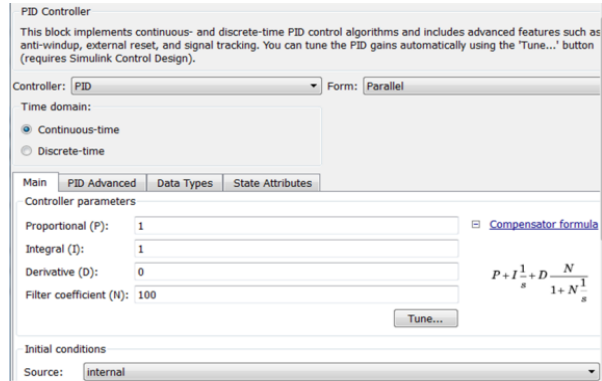 PID Controller
This block implements continuous- and discrete-time PID control algorithms and includes advanced features such as
anti-windup, external reset, and signal tracking. You can tune the PID gains automatically using the 'Tune...' button
(requires Simulink Control Design).
Controller: PID Form: Parallel
Time domain:
Continuous-time
Discrete-time
Main PID Advanced Data Types State Attributes
Controller parameters
Proportional (P): 1 Compensator formula
Integral (I): 1
Derivative (D): 0
Filter coefficient (N): 100
P+I 1/s +D N/(1+N 1/s)
Tune...
Initial conditions
Source: internal